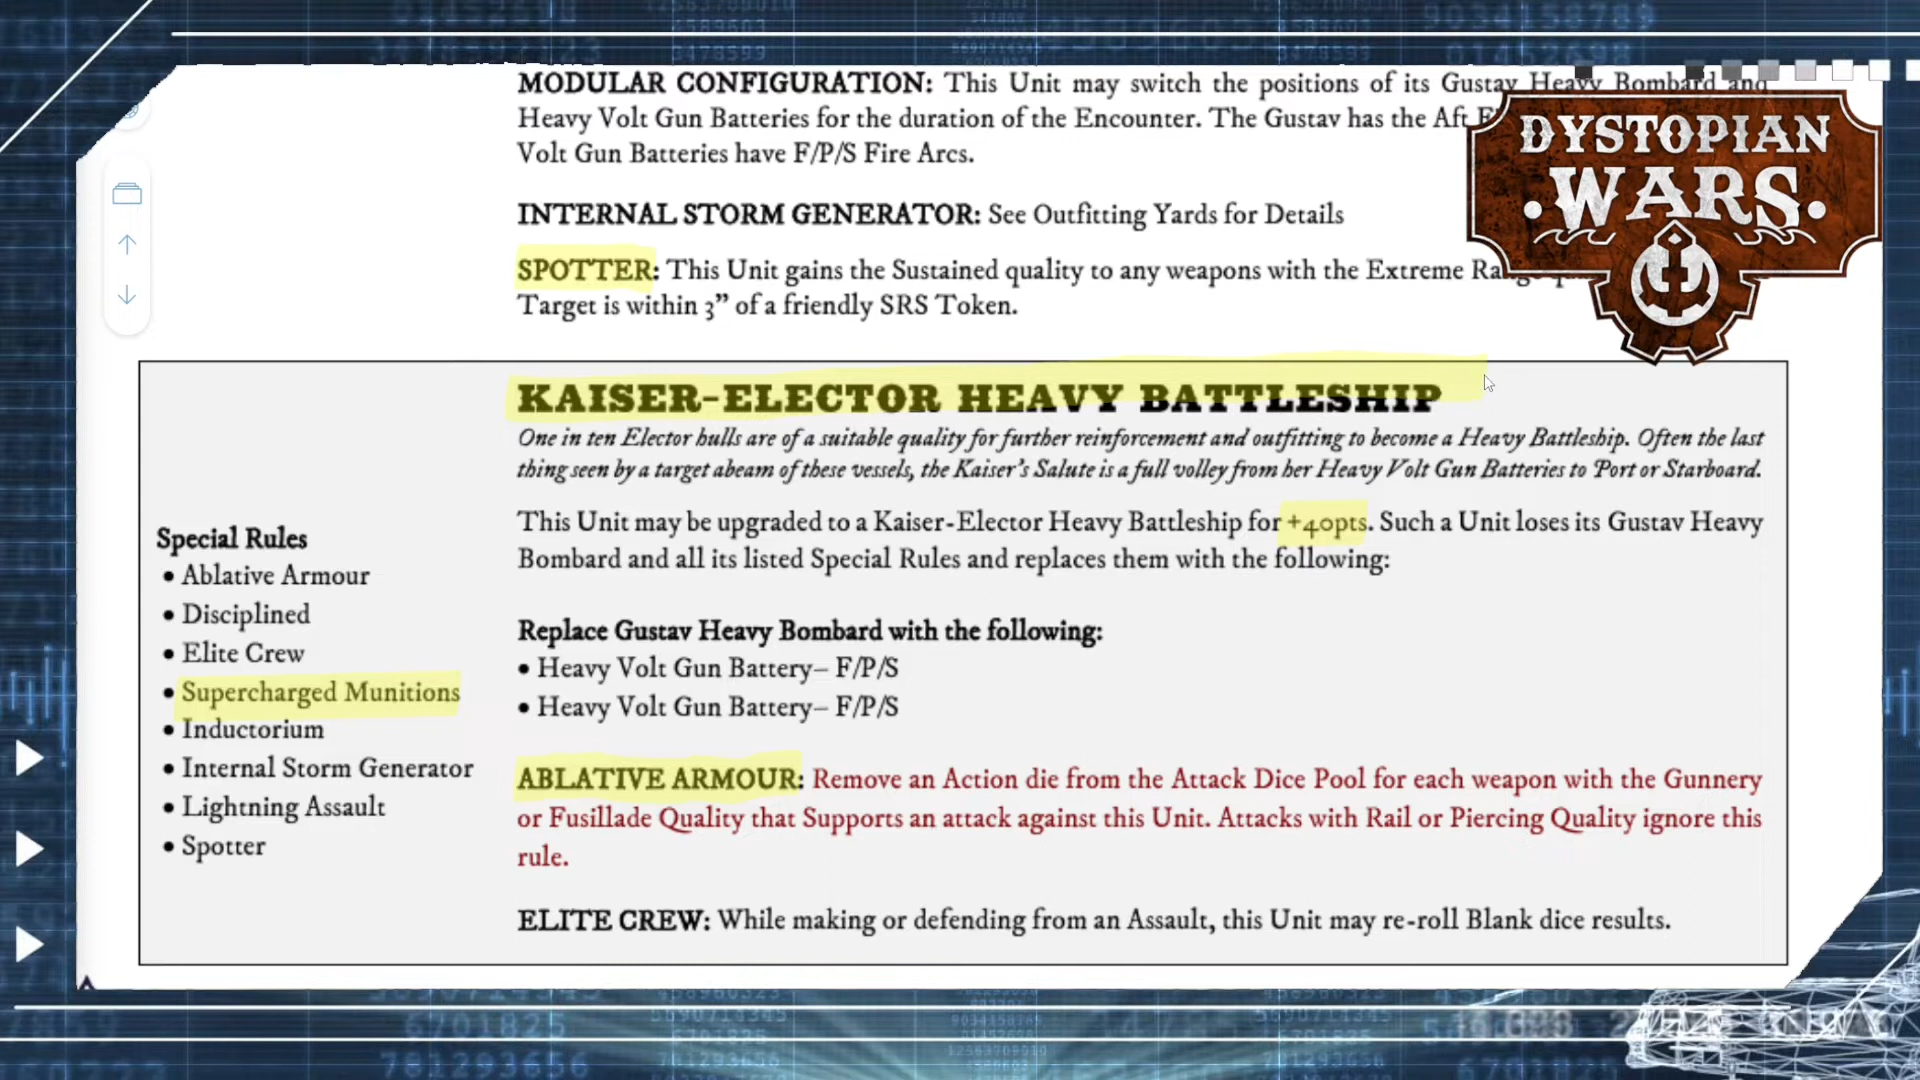 MODULAR CONFIGURATION: This Unit may switch the positions of its Gustav Heavy Bombard and
Heavy Volt Gun Batteries for the duration of the Encounter. The Gustav has the Aft
Volt Gun Batteries have F/P/S Fire Arcs.
INTERNAL STORM GENERATOR: See Outfitting Yards for Details
SPOTTER: This Unit gains the Sustained quality to any weapons with the Extreme
Target is within 3” of a friendly SRS Token.
DYSTOPIAN
WARS
KAISER-ELECTOR HEAVY BATTLESHIP
One in ten Elector hulls are of a suitable quality for further reinforcement and outfitting to become a Heavy Battleship. Often the last
thing seen by a target abeam of these vessels, the Kaiser's Salute is a full volley from her Heavy Volt Gun Batteries to Port or Starboard.
This Unit may be upgraded to a Kaiser-Elector Heavy Battleship for +40pts. Such a Unit loses its Gustav Heavy
Bombard and all its listed Special Rules and replaces them with the following:
Special Rules
• Ablative Armour
• Disciplined
• Elite Crew
• Supercharged Munitions
• Inductorium
• Internal Storm Generator
• Lightning Assault
• Spotter
Replace Gustav Heavy Bombard with the following:
• Heavy Volt Gun Battery– F/P/S
• Heavy Volt Gun Battery– F/P/S
ABLATIVE ARMOUR: Remove an Action die from the Attack Dice Pool for each weapon with the Gunnery
or Fusillade Quality that Supports an attack against this Unit. Attacks with Rail or Piercing Quality ignore this
rule.
ELITE CREW: While making or defending from an Assault, this Unit may re-roll Blank dice results.
6701825
781293656